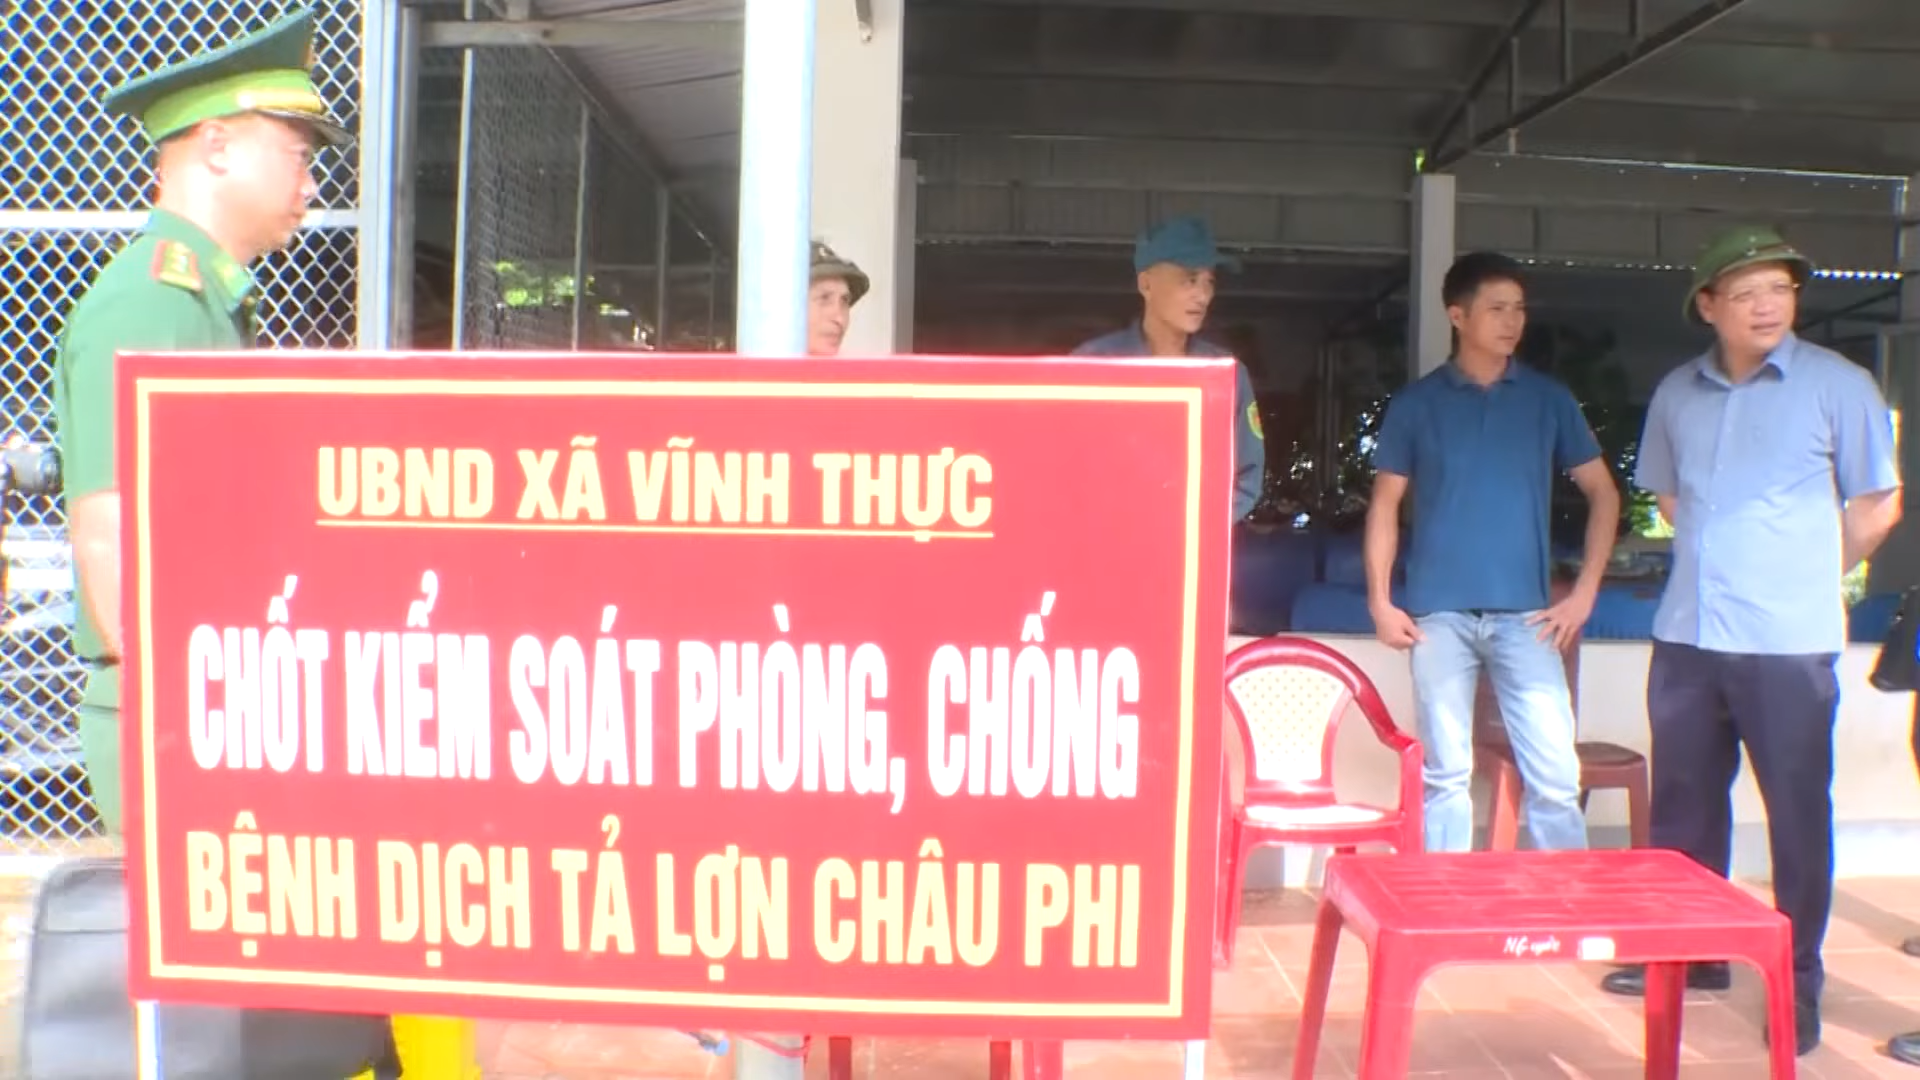 UBND XÃ VĨNH THỰC
CHỐT KIỂM SOÁT PHÒNG, CHỐNG
BỆNH DỊCH TẢ LỢN CHÂU PHI